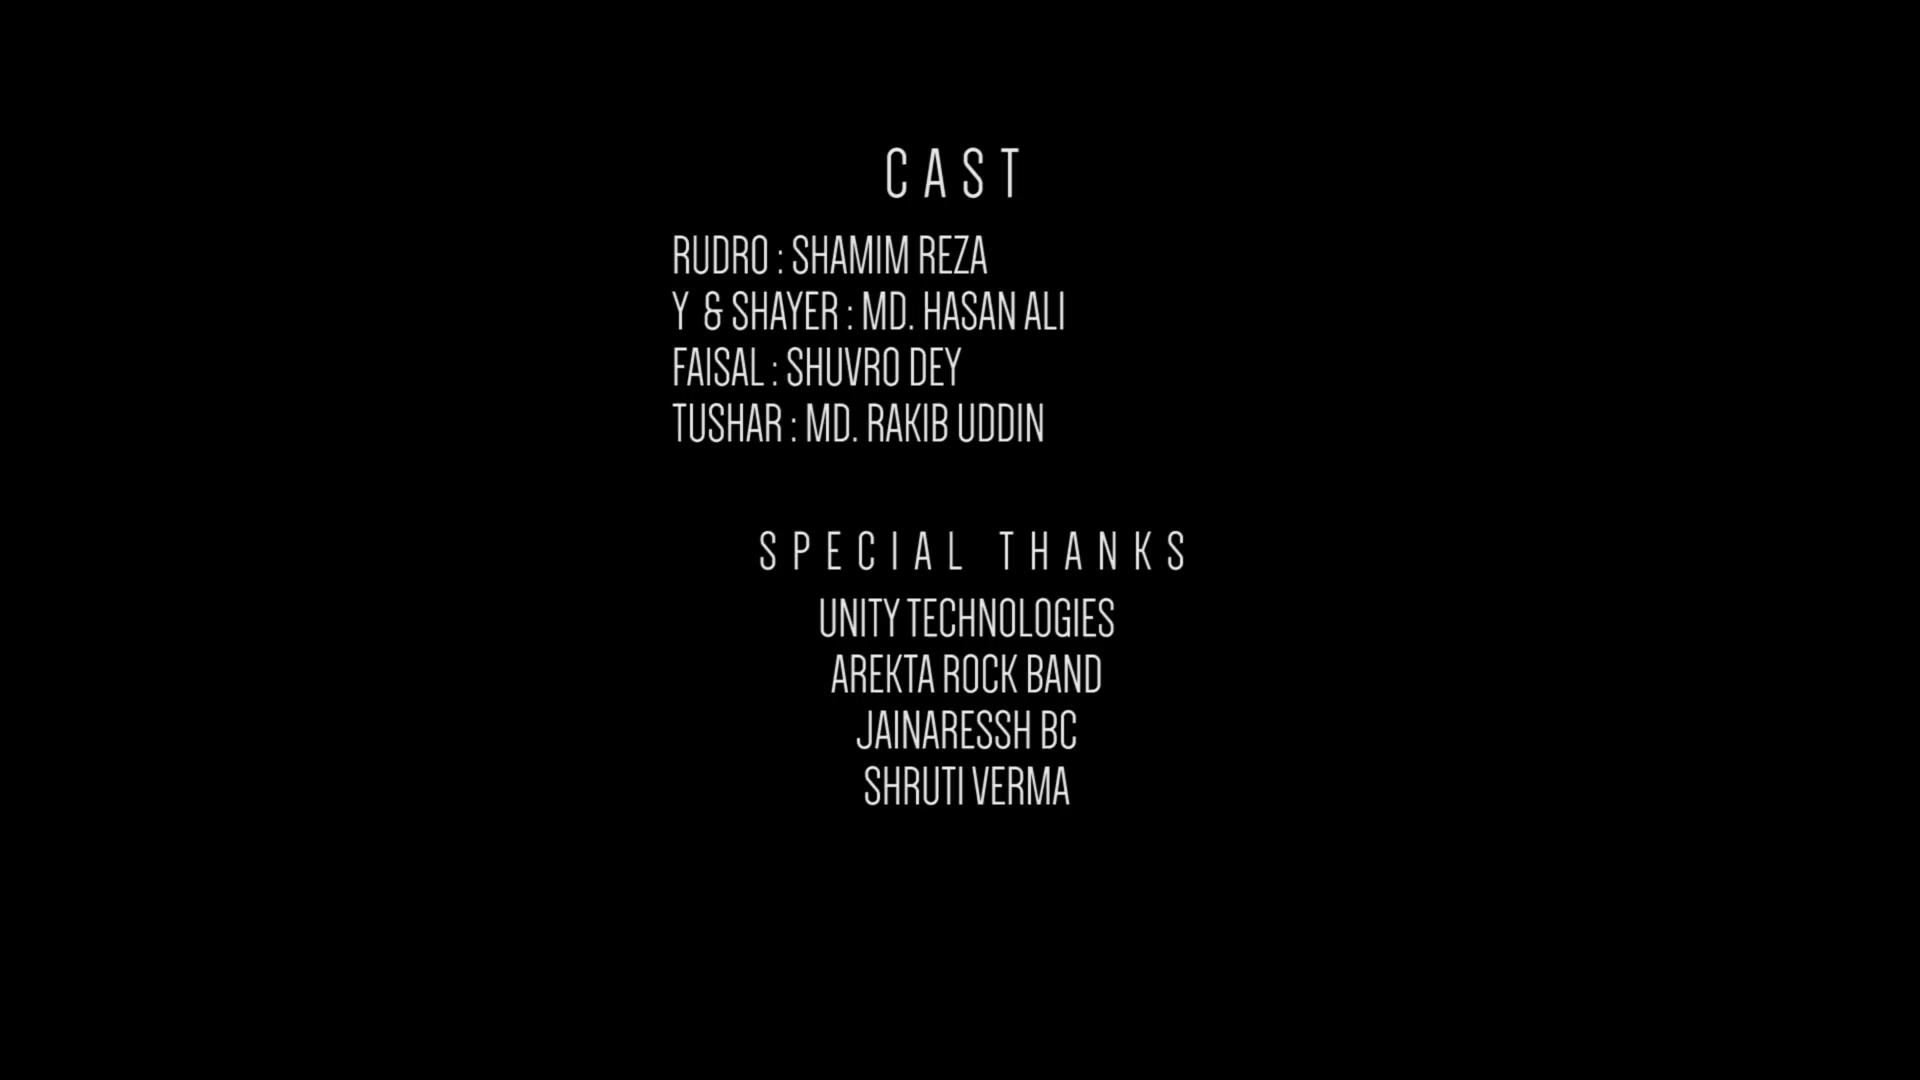 CAST
RUDRO : SHAMIM REZA
Y & SHAYER : MD. HASAN ALI
FAISAL : SHUVRO DEY
TUSHAR : MD. RAKIB UDDIN
SPECIAL THANKS
UNITY TECHNOLOGIES
AREKTA ROCK BAND
JAINARESSH BC
SHRUTI VERMA